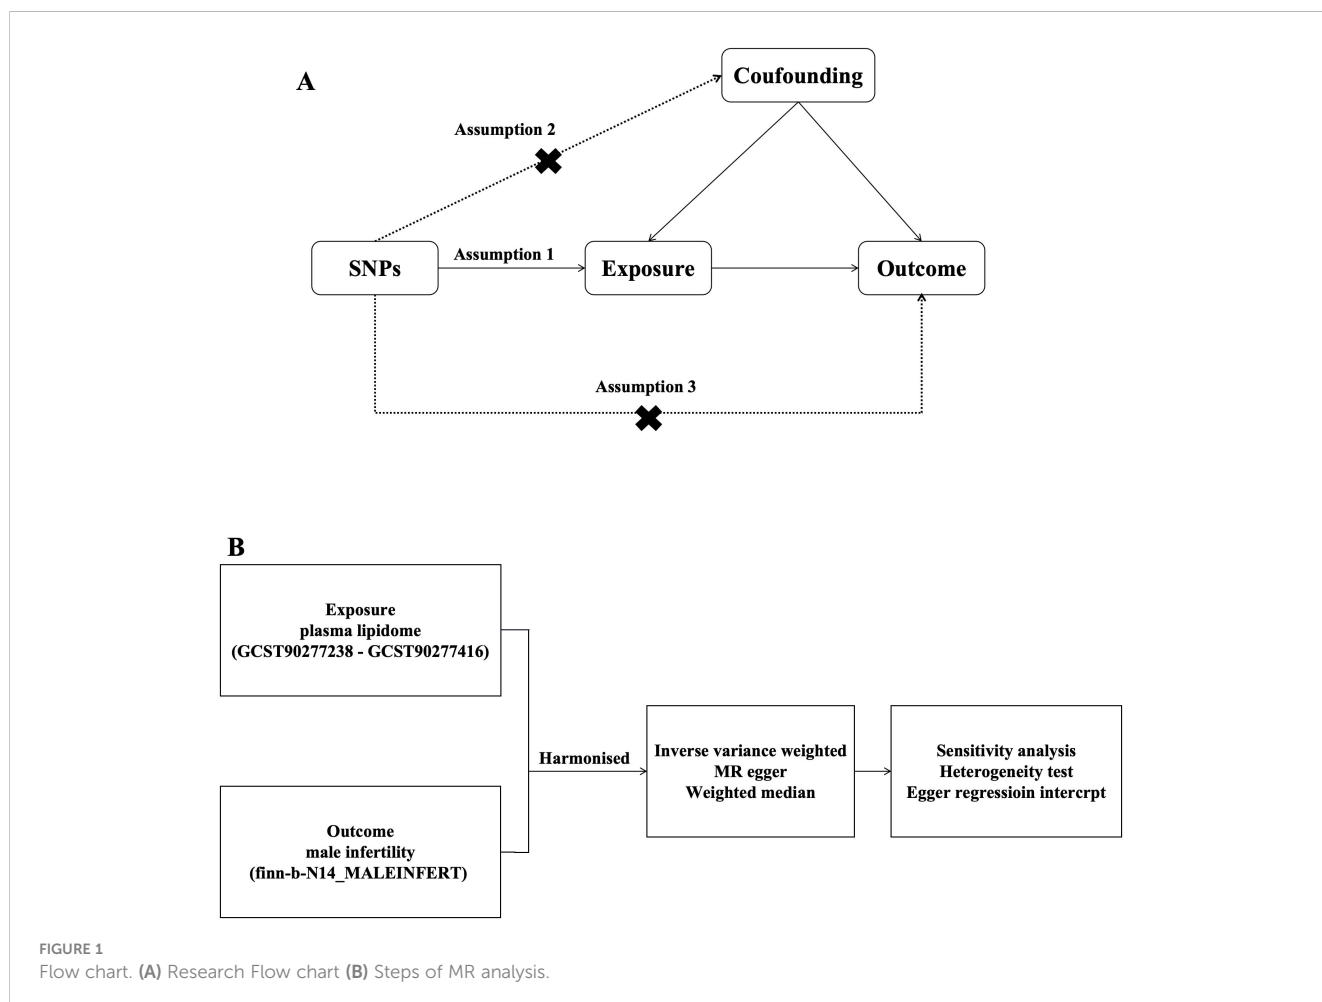 A
Coufounding
Assumption 2
SNPs
Assumption 1
Exposure
Outcome
Assumption 3
B
Exposure
plasma lipidome
(GCST90277238 - GCST90277416)
Outcome
male infertility
(finn-b-N14_MALEINFERT)
Harmonised
Inverse variance weighted
MR egger
Weighted median
Sensitivity analysis
Heterogeneity test
Egger regressioin intercrpt
FIGURE 1
Flow chart. (A) Research Flow chart (B) Steps of MR analysis.